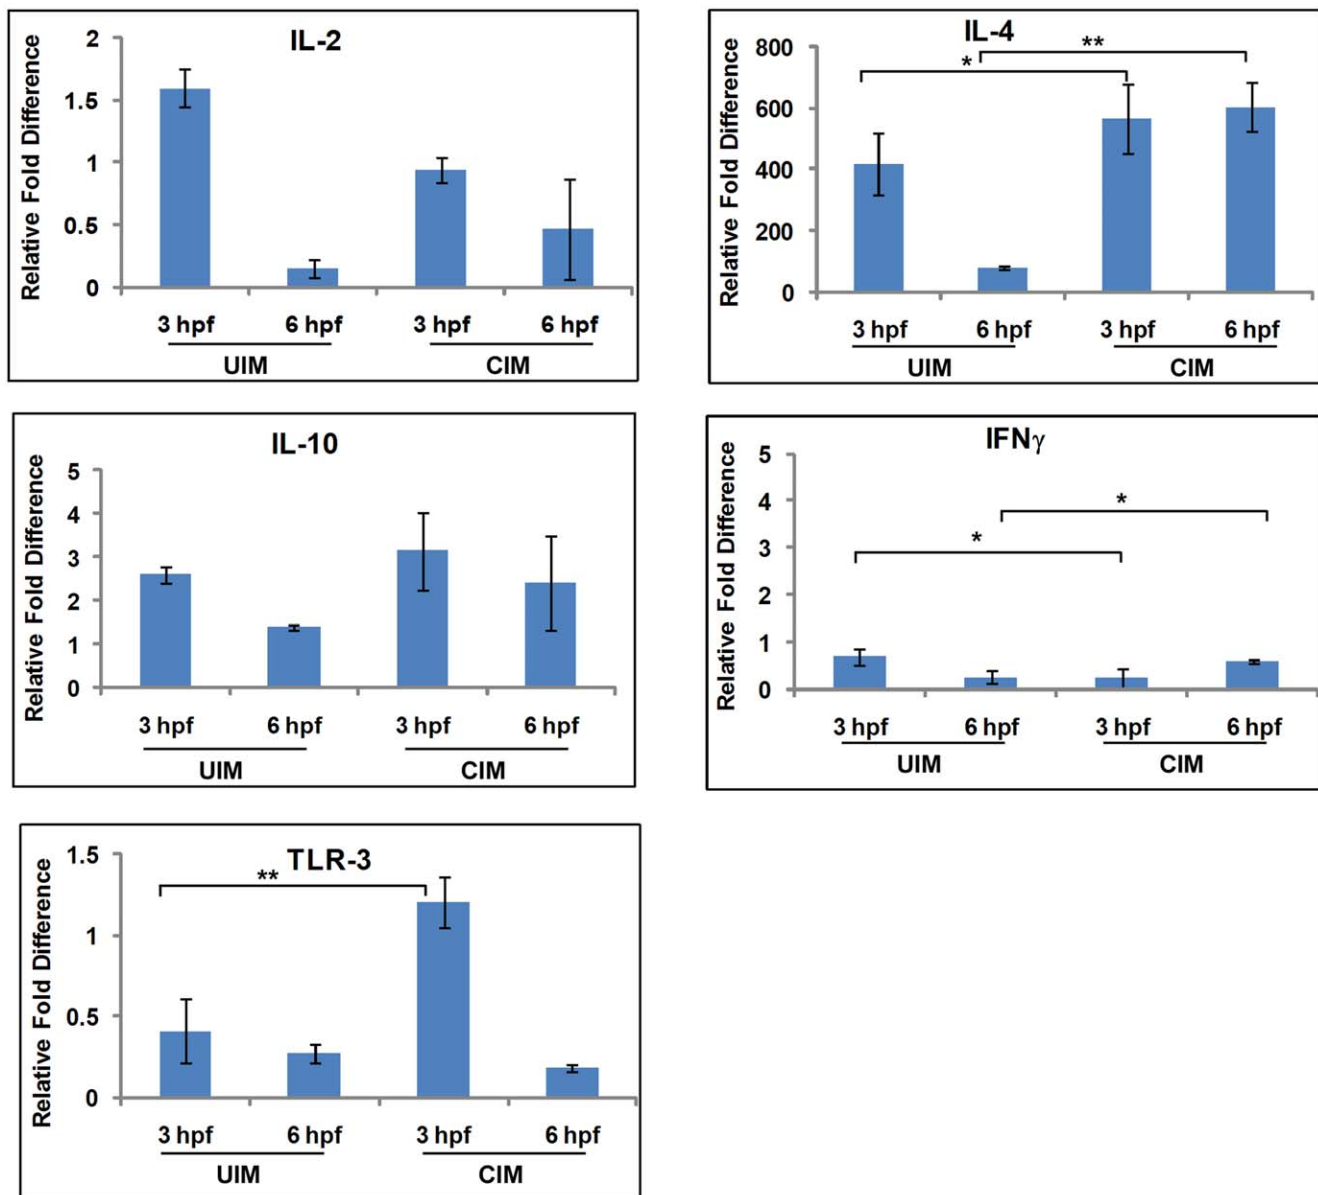 IL-2
Relative Fold Difference
2
1.5
1
0.5
0
3 hpf 6 hpf 3 hpf 6 hpf
UIM CIM
IL-4
Relative Fold Difference
800
600
400
200
0
* **
3 hpf 6 hpf 3 hpf 6 hpf
UIM CIM
IL-10
Relative Fold Difference
5
4
3
2
1
0
3 hpf 6 hpf 3 hpf 6 hpf
UIM CIM
IFNγ
Relative Fold Difference
5
4
3
2
1
0
* *
3 hpf 6 hpf 3 hpf 6 hpf
UIM CIM
TLR-3
Relative Fold Difference
1.5
1
0.5
0
**
3 hpf 6 hpf 3 hpf 6 hpf
UIM CIM